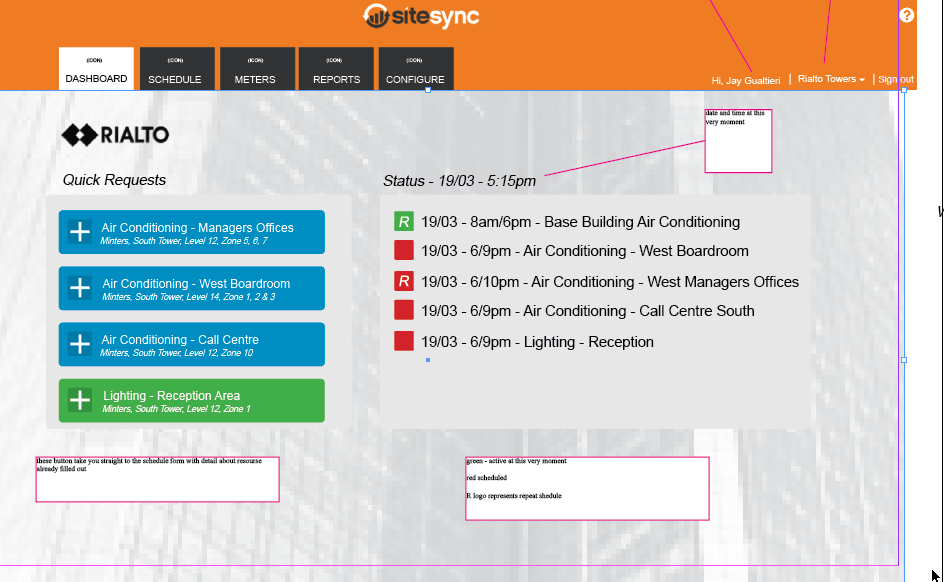 sitesync
?
(ICON)
DASHBOARD
(ICON)
SCHEDULE
(ICON)
METERS
(ICON)
REPORTS
(ICON)
CONFIGURE
Hi, Jay Gualtieri | Rialto Towers | Sign out
RIALTO
date and time at this
very moment
Quick Requests
Status - 19/03 - 5:15pm
Air Conditioning - Managers Offices
Minters, South Tower, Level 12, Zone 5, 6, 7
Air Conditioning - West Boardroom
Minters, South Tower, Level 14, Zone 1, 2 & 3
Air Conditioning - Call Centre
Minters, South Tower, Level 12, Zone 10
Lighting - Reception Area
Minters, South Tower, Level 12, Zone 1
R 19/03 - 8am/6pm - Base Building Air Conditioning
19/03 - 6/9pm - Air Conditioning - West Boardroom
R 19/03 - 6/10pm - Air Conditioning - West Managers Offices
19/03 - 6/9pm - Air Conditioning - Call Centre South
19/03 - 6/9pm - Lighting - Reception
these button take you straight to the schedule form with detail about resourse
already filled out
green - active at this very moment
red scheduled
R logo represents repeat shedule